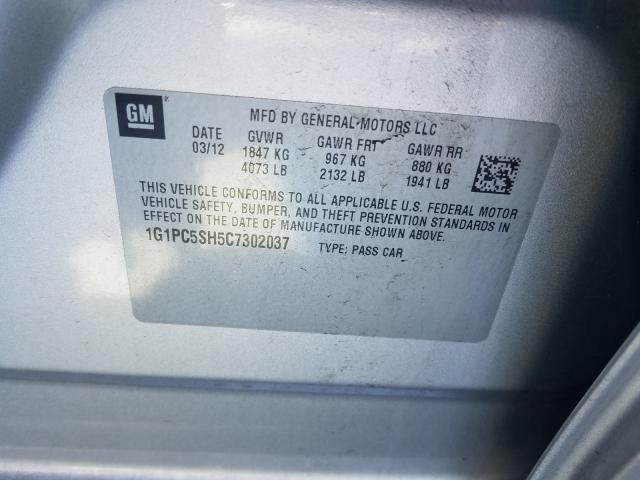 GM
MFD BY GENERAL MOTORS LLC
DATE GVWR GAWR FRT GAWR RR
03/12 1847 KG 967 KG 880 KG
4073 LB 2132 LB 1941 LB
THIS VEHICLE CONFORMS TO ALL APPLICABLE U.S. FEDERAL MOTOR
VEHICLE SAFETY, BUMPER, AND THEFT PREVENTION STANDARDS IN
EFFECT ON THE DATE OF MANUFACTURE SHOWN ABOVE.
1G1PC5SH5C7302037 TYPE: PASS CAR